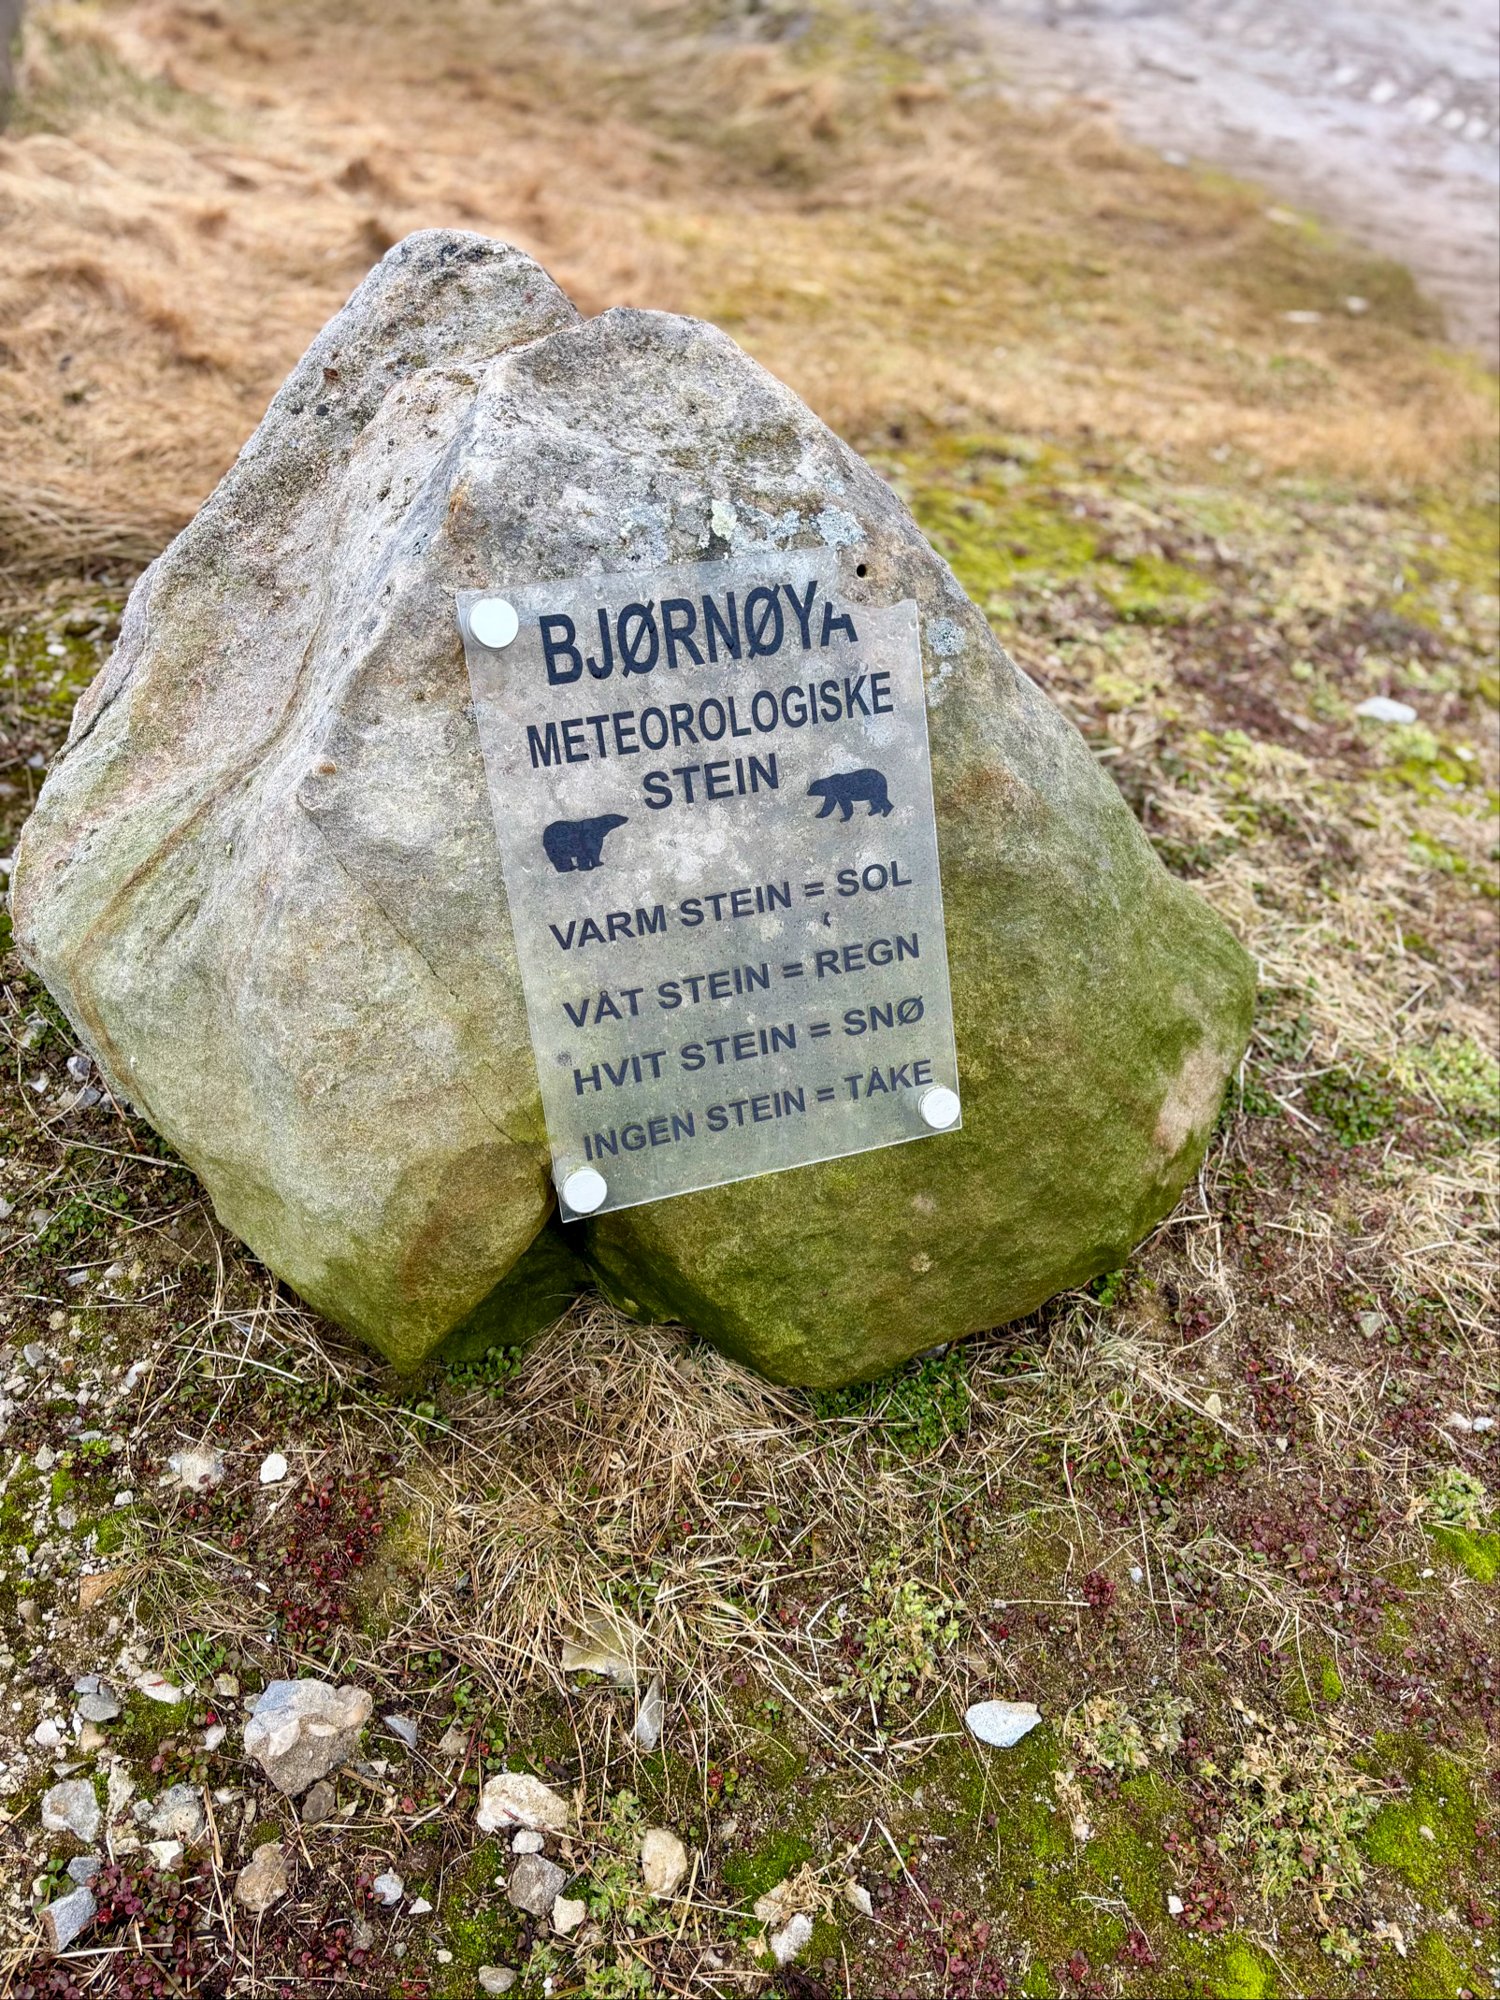 BJØRNØYA
METEOROLOGISKE
STEIN
VARM STEIN = SOL
VÅT STEIN = REGN
HVIT STEIN = SNØ
INGEN STEIN = TÅKE